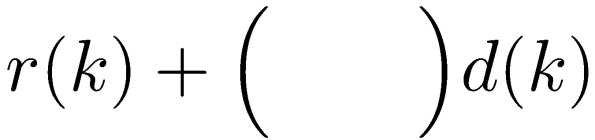 r(k) + (     ) d(k)